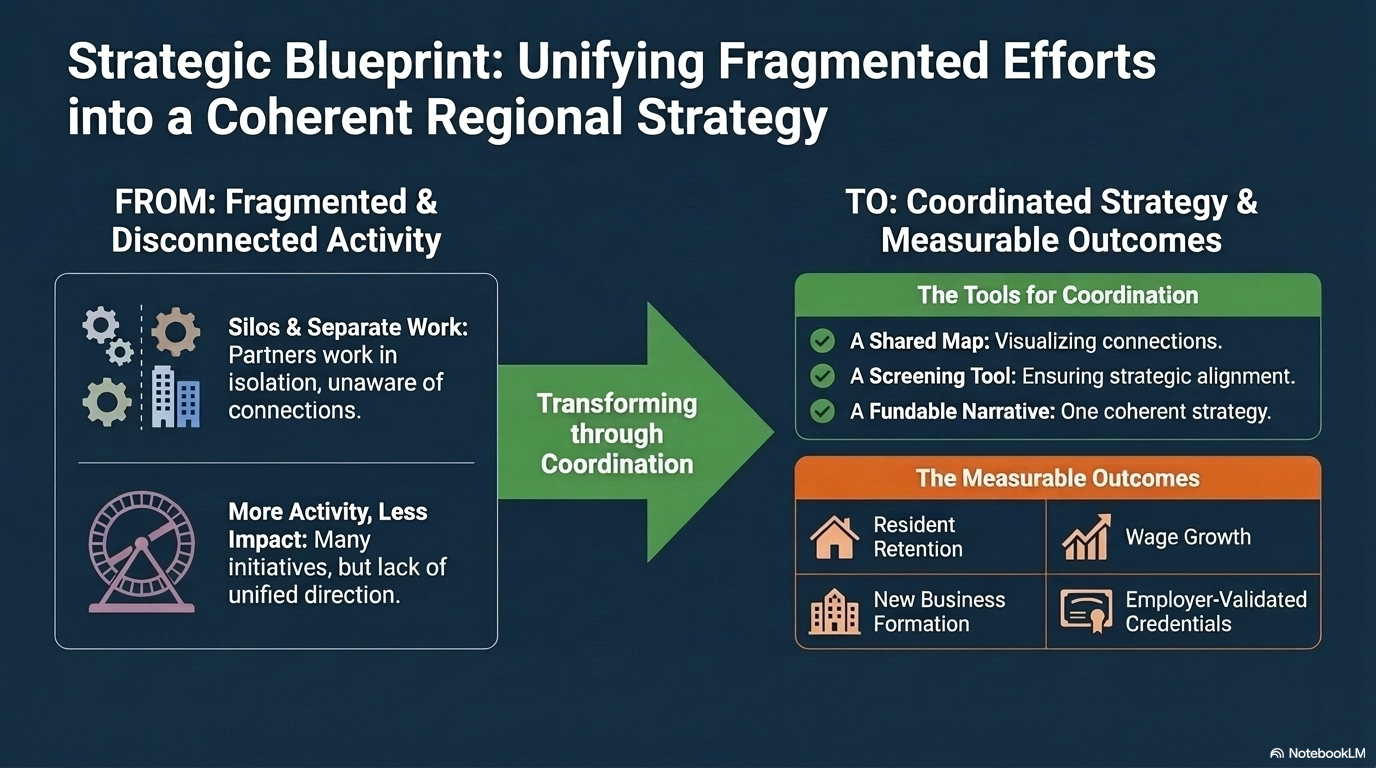 Strategic Blueprint: Unifying Fragmented Efforts
into a Coherent Regional Strategy
FROM: Fragmented &
Disconnected Activity
Silos & Separate Work:
Partners work in
isolation, unaware of
connections.
More Activity, Less
Impact: Many
initiatives, but lack of
unified direction.
Transforming
through
Coordination
TO: Coordinated Strategy &
Measurable Outcomes
The Tools for Coordination
A Shared Map: Visualizing connections.
A Screening Tool: Ensuring strategic alignment.
A Fundable Narrative: One coherent strategy.
The Measurable Outcomes
Resident
Retention
Wage Growth
New Business
Formation
Employer-Validated
Credentials
NotebookLM